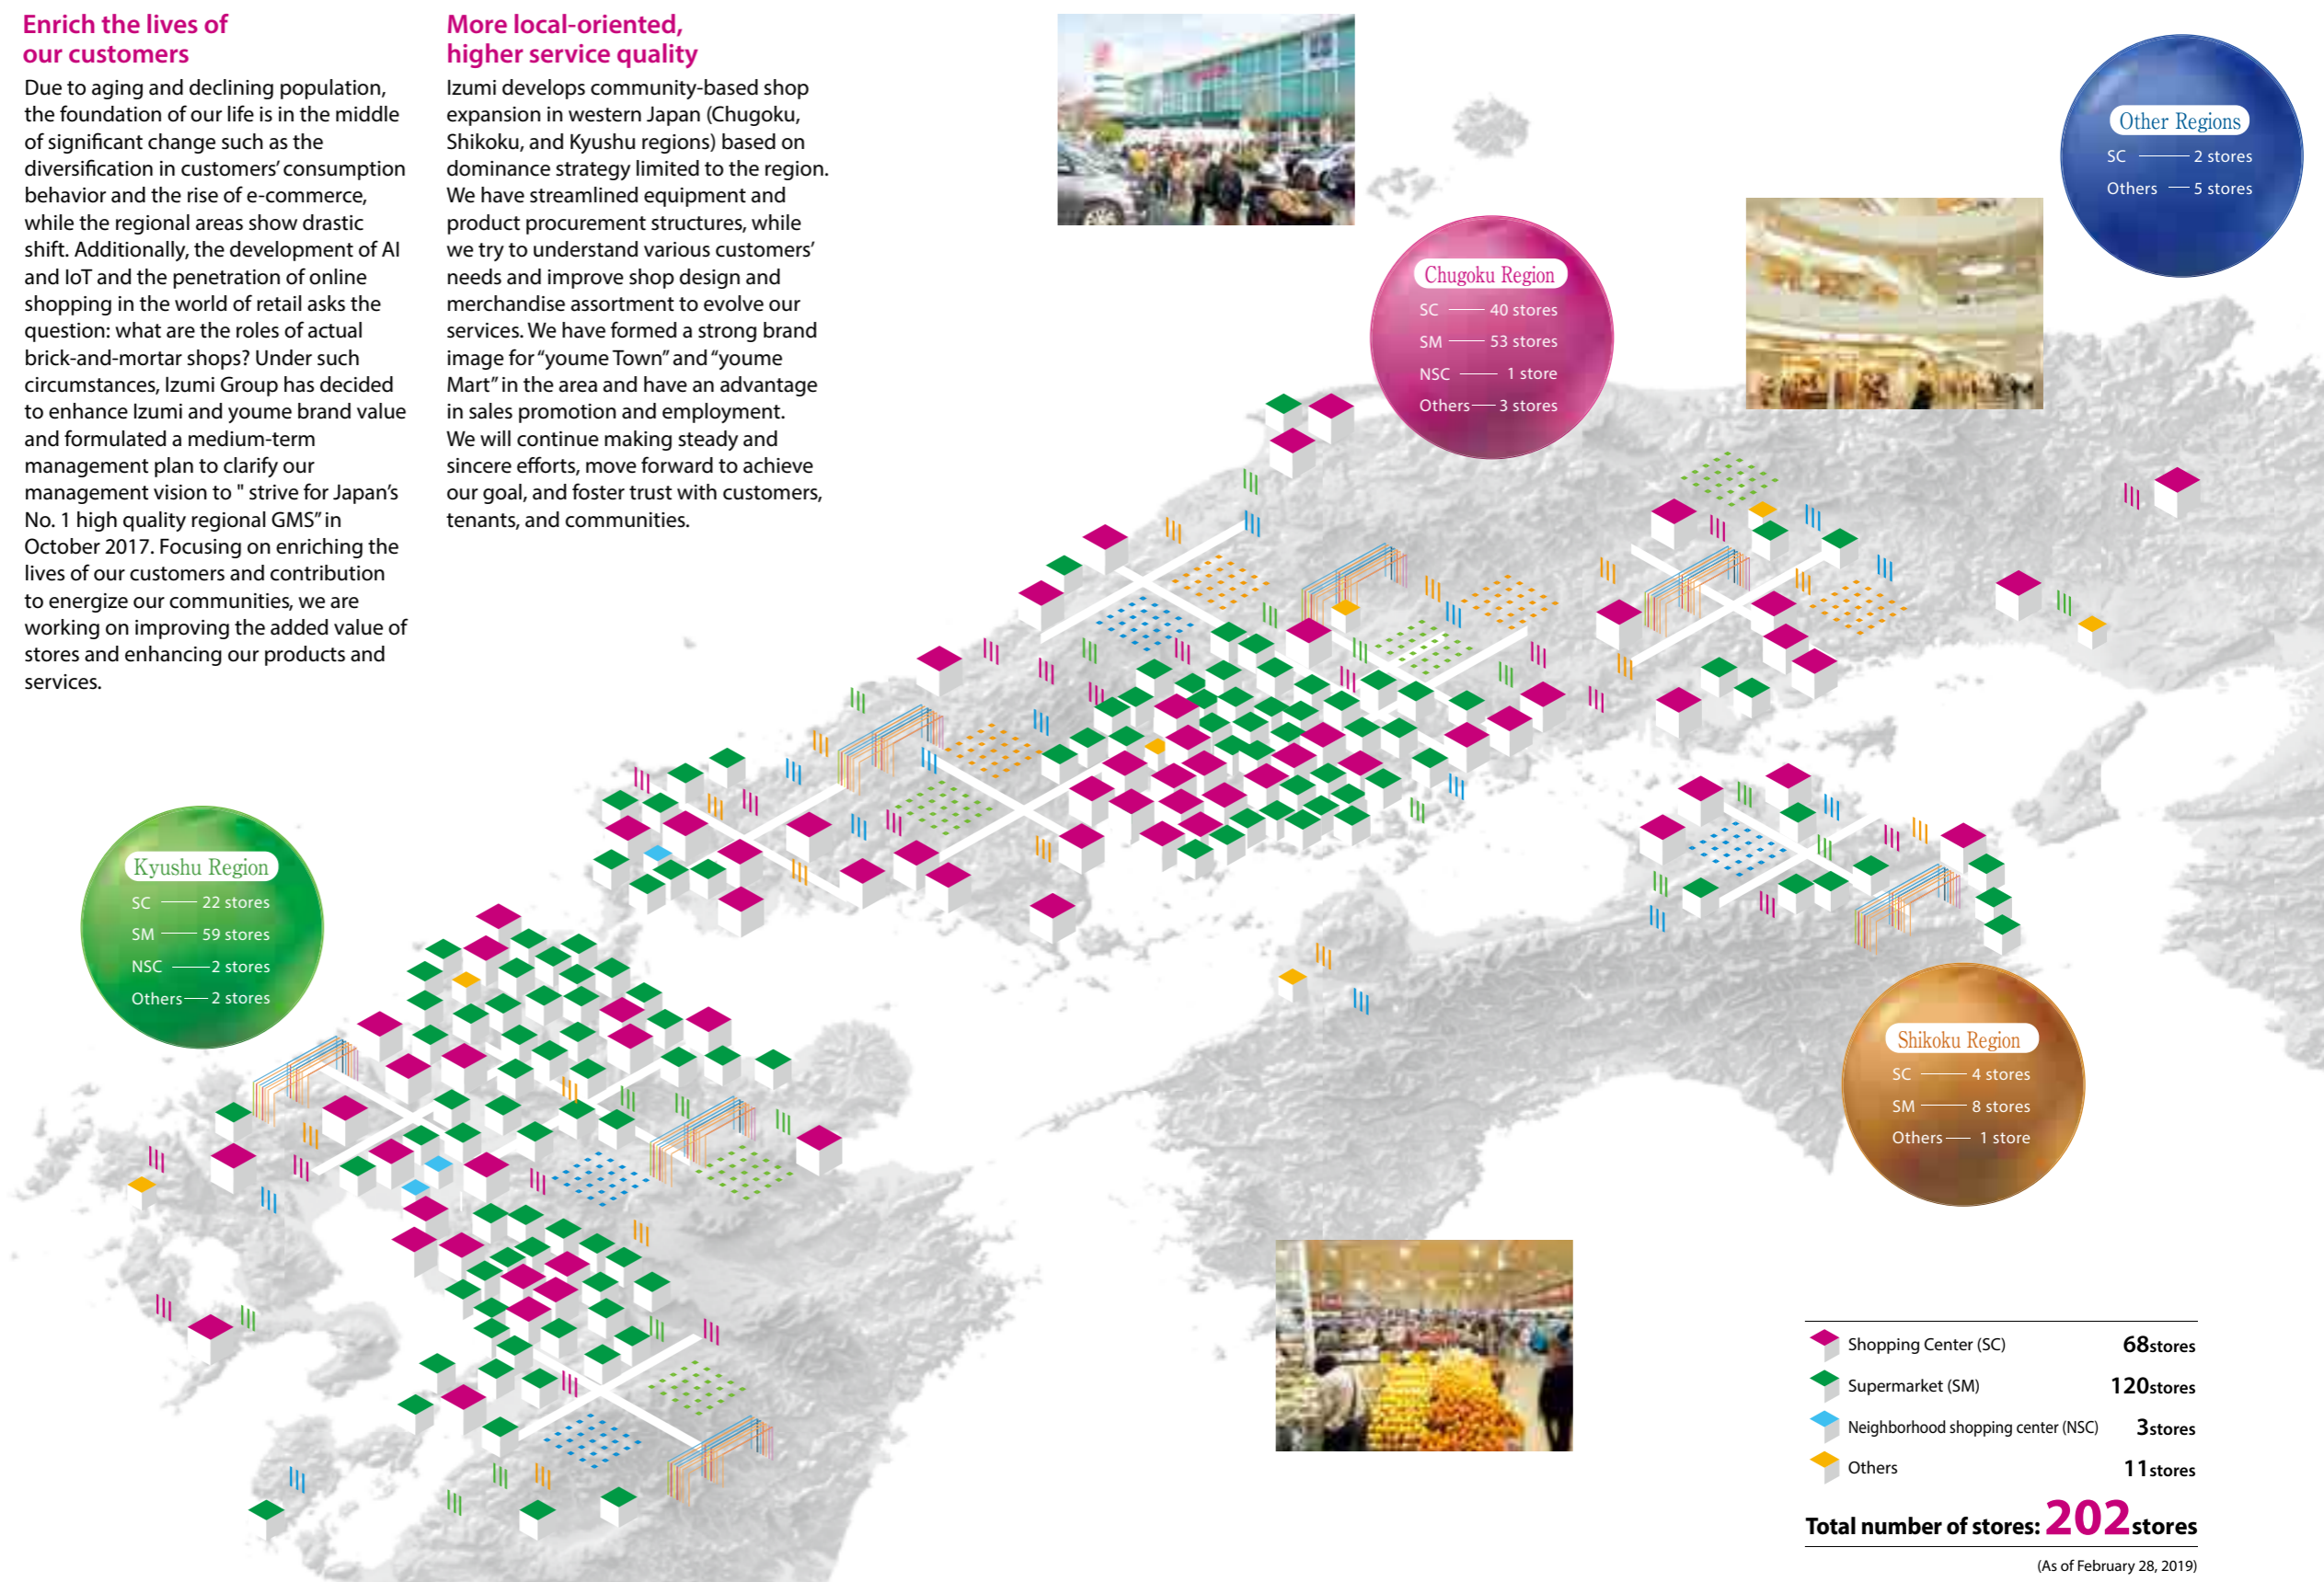 Enrich the lives of
our customers
Due to aging and declining population,
the foundation of our life is in the middle
of significant change such as the
diversification in customers’ consumption
behavior and the rise of e-commerce,
while the regional areas show drastic
shift. Additionally, the development of AI
and IoT and the penetration of online
shopping in the world of retail asks the
question: what are the roles of actual
brick-and-mortar shops? Under such
circumstances, Izumi Group has decided
to enhance Izumi and youme brand value
and formulated a medium-term
management plan to clarify our
management vision to " strive for Japan’s
No. 1 high quality regional GMS” in
October 2017. Focusing on enriching the
lives of our customers and contribution
to energize our communities, we are
working on improving the added value of
stores and enhancing our products and
services.
More local-oriented,
higher service quality
Izumi develops community-based shop
expansion in western Japan (Chugoku,
Shikoku, and Kyushu regions) based on
dominance strategy limited to the region.
We have streamlined equipment and
product procurement structures, while
we try to understand various customers’
needs and improve shop design and
merchandise assortment to evolve our
services. We have formed a strong brand
image for “youme Town” and “youme
Mart” in the area and have an advantage
in sales promotion and employment.
We will continue making steady and
sincere efforts, move forward to achieve
our goal, and foster trust with customers,
tenants, and communities.
Other Regions
SC 2 stores
Others 5 stores
Chugoku Region
SC 40 stores
SM 53 stores
NSC 1 store
Others 3 stores
Kyushu Region
SC 22 stores
SM 59 stores
NSC 2 stores
Others 2 stores
Shikoku Region
SC 4 stores
SM 8 stores
Others 1 store
Shopping Center (SC) 68stores
Supermarket (SM) 120stores
Neighborhood shopping center (NSC) 3stores
Others 11stores
Total number of stores: 202stores
(As of February 28, 2019)